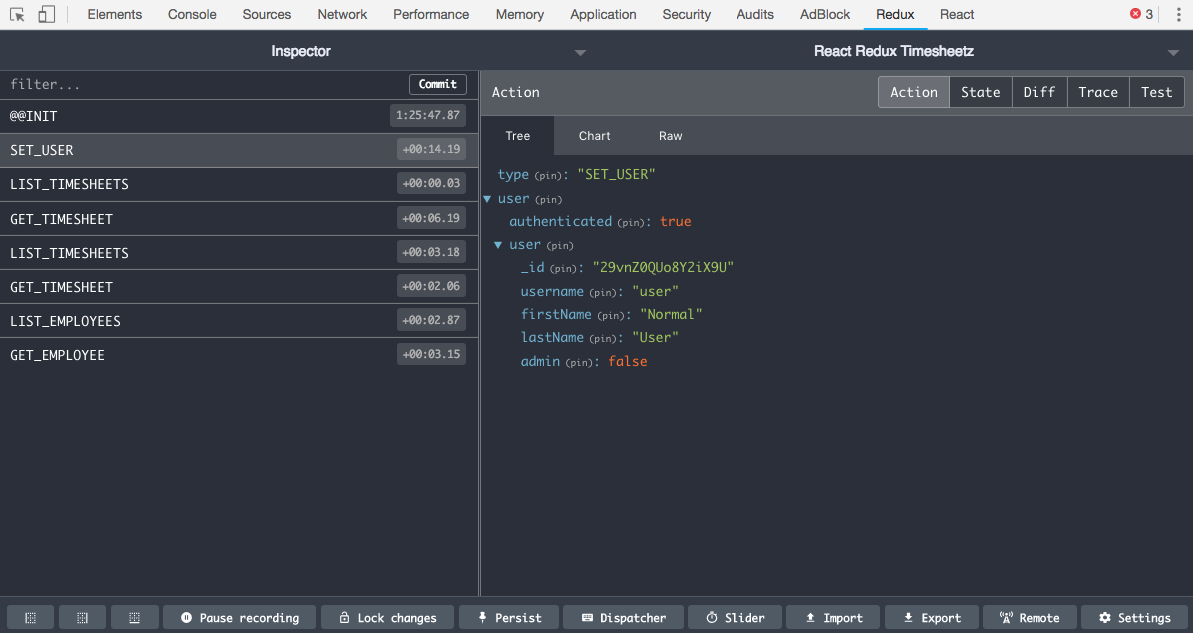 Elements Console Sources Network Performance Memory Application Security Audits AdBlock Redux React 3
Inspector React Redux Timesheetz
filter... Commit
Action Action State Diff Trace Test
@@INIT 1:25:47.87
Tree Chart Raw
SET_USER +00:14.19
LIST_TIMESHEETS +00:00.03
GET_TIMESHEET +00:06.19
LIST_TIMESHEETS +00:03.18
GET_TIMESHEET +00:02.06
LIST_EMPLOYEES +00:02.87
GET_EMPLOYEE +00:03.15
type (pin): "SET_USER"
user (pin)
authenticated (pin): true
user (pin)
_id (pin): "29vnZ0QUo8Y2iX9U"
username (pin): "user"
firstName (pin): "Normal"
lastName (pin): "User"
admin (pin): false
Pause recording Lock changes Persist Dispatcher Slider Import Export Remote Settings